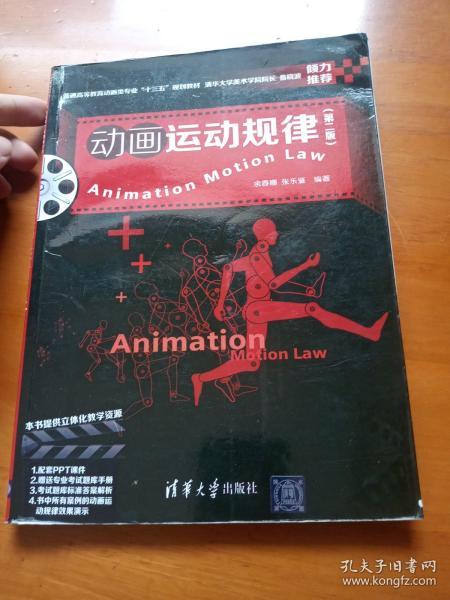 普通高等教育动画类专业“十三五”规划教材 清华大学美术学院院长 鲁晓波
倾力
推荐
动画运动规律
(第二版)
Animation Motion Law
余春娜 张乐鉴 编著
Animation
Motion Law
本书提供立体化教学资源
1.配套PPT课件
2.赠送专业考试题库手册
3.考试题库标准答案解析
4.书中所有案例的动画运
动规律效果演示
清华大学出版社
孔夫子旧书网
www.kongfz.com